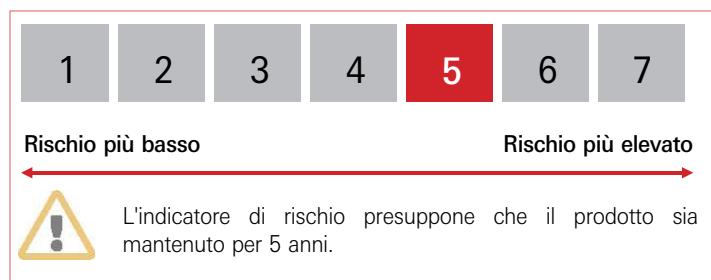 1 2 3 4 5 6 7
Rischio più basso Rischio più elevato
L'indicatore di rischio presuppone che il prodotto sia
mantenuto per 5 anni.